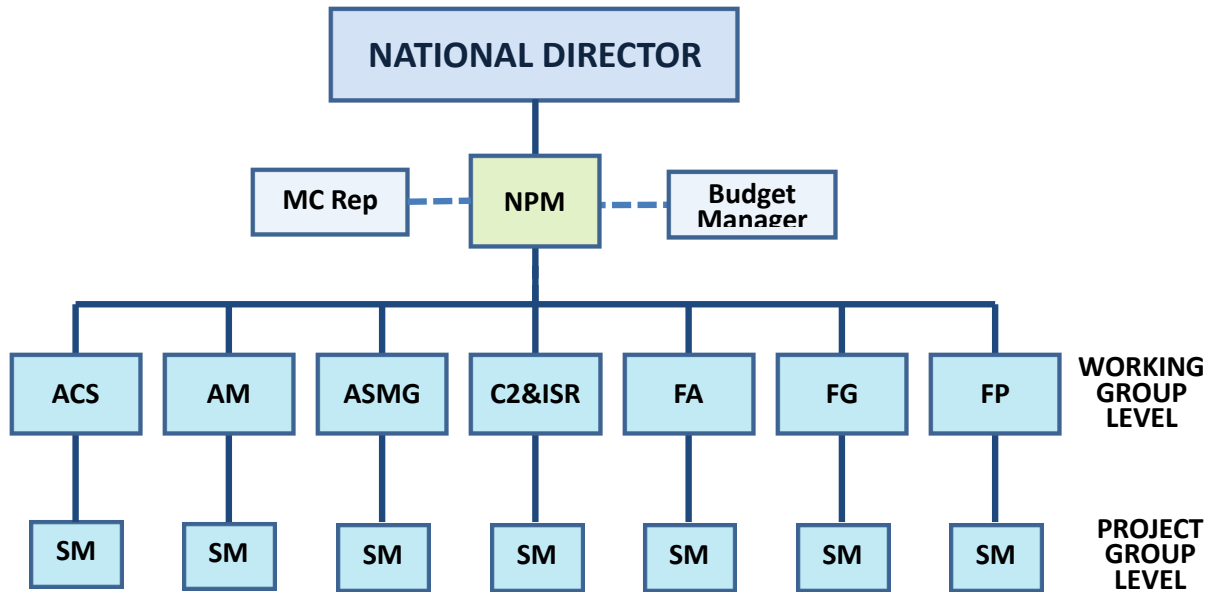 NATIONAL DIRECTOR
MC Rep
NPM
Budget
Manager
ACS
AM
ASMG
C2&ISR
FA
FG
FP
WORKING
GROUP
LEVEL
SM
SM
SM
SM
SM
SM
SM
PROJECT
GROUP
LEVEL